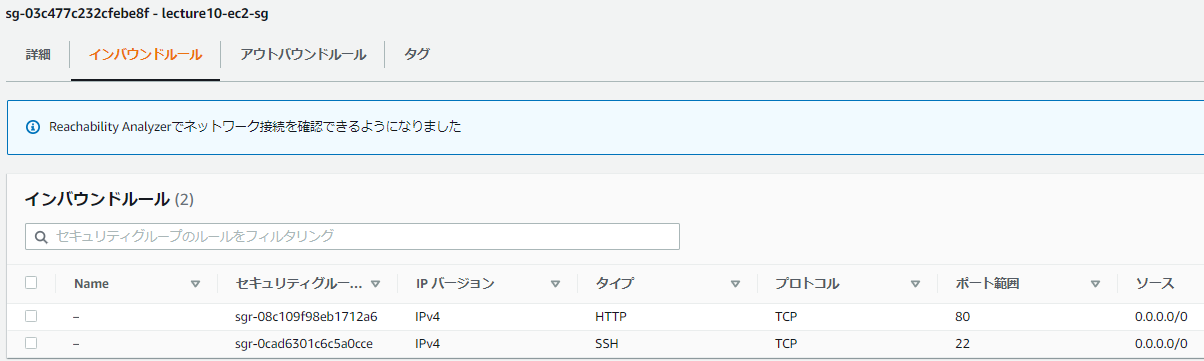 sg-03c477c232cfebe8f - lecture10-ec2-sg
詳細 インバウンドルール アウトバウンドルール タグ
Reachability Analyzerでネットワーク接続を確認できるようになりました
インバウンドルール (2)
セキュリティグループのルールをフィルタリング
Name セキュリティグルー... IP バージョン タイプ プロトコル ポート範囲 ソース
– sgr-08c109f98eb1712a6 IPv4 HTTP TCP 80 0.0.0.0/0
– sgr-0cad6301c6c5a0cce IPv4 SSH TCP 22 0.0.0.0/0